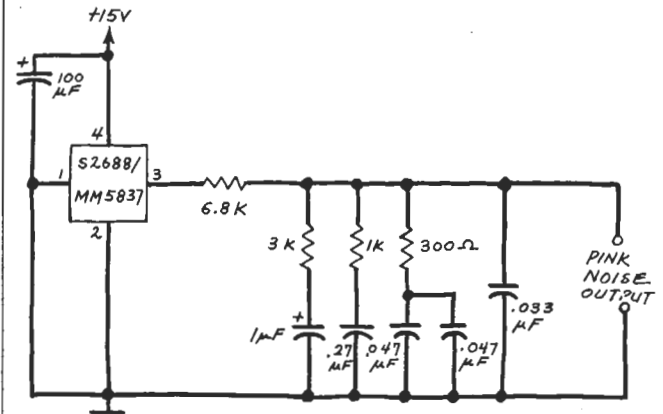 +15V
+
100
µF
4
S2688/
MM5837
1
3
2
6.8K
3K
1K
300Ω
+
1µF
.27
µF
.047
µF
.047
µF
.033
µF
PINK
NOISE
OUTPUT